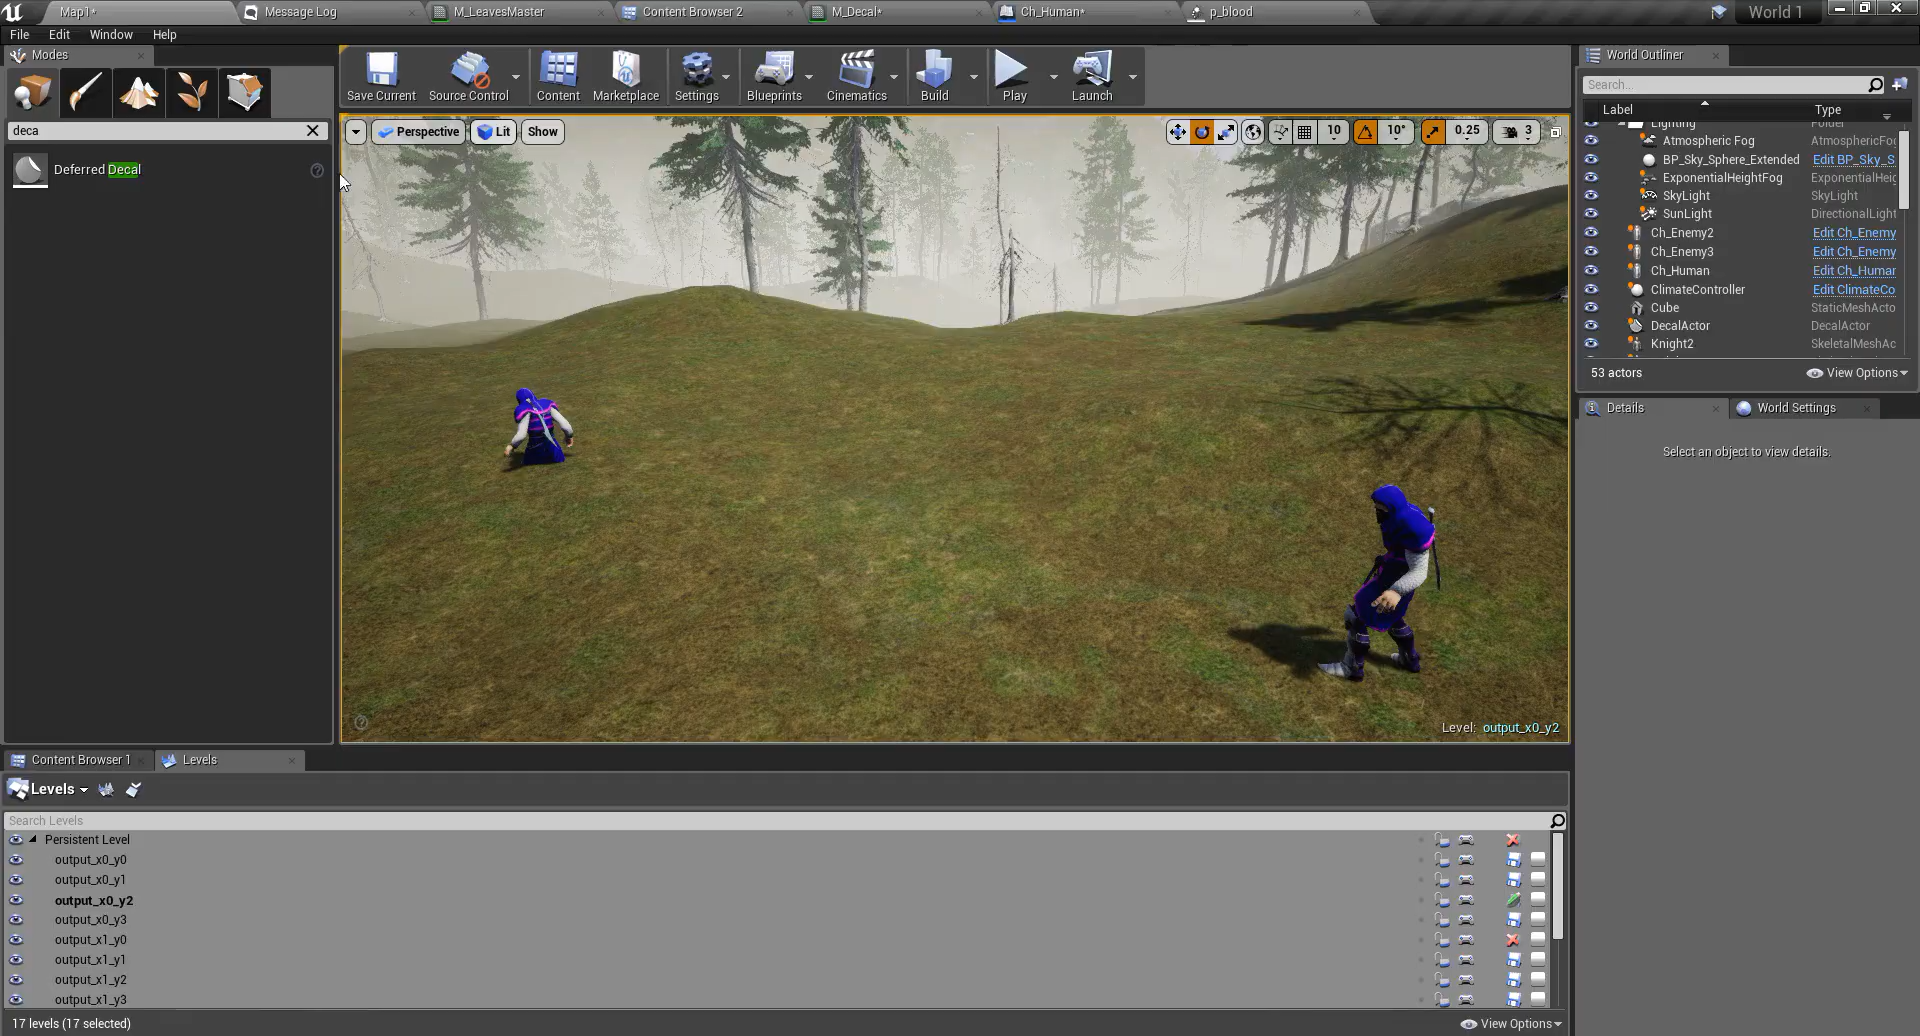 Map1*
Message Log
M_LeavesMaster
Content Browser 2
M_Decal*
Ch_Human*
p_blood
World 1
File Edit Window Help
Modes
deca
Deferred Decal
Save Current
Source Control
Content
Marketplace
Settings
Blueprints
Cinematics
Build
Play
Launch
Perspective
Lit
Show
10
10°
0.25
3
Level: output_x0_y2
World Outliner
Search...
Label Type
Lighting Folder
Atmospheric Fog AtmosphericFog
BP_Sky_Sphere_Extended Edit BP_Sky_S
ExponentialHeightFog ExponentialHeig
SkyLight SkyLight
SunLight DirectionalLight
Ch_Enemy2 Edit Ch_Enemy
Ch_Enemy3 Edit Ch_Enemy
Ch_Human Edit Ch_Human
ClimateController Edit ClimateCo
Cube StaticMeshActo
DecalActor DecalActor
Knight2 SkeletalMeshAc
53 actors
View Options
Details
World Settings
Select an object to view details.
Content Browser 1
Levels
Levels
Search Levels
Persistent Level
output_x0_y0
output_x0_y1
output_x0_y2
output_x0_y3
output_x1_y0
output_x1_y1
output_x1_y2
output_x1_y3
17 levels (17 selected)
View Options